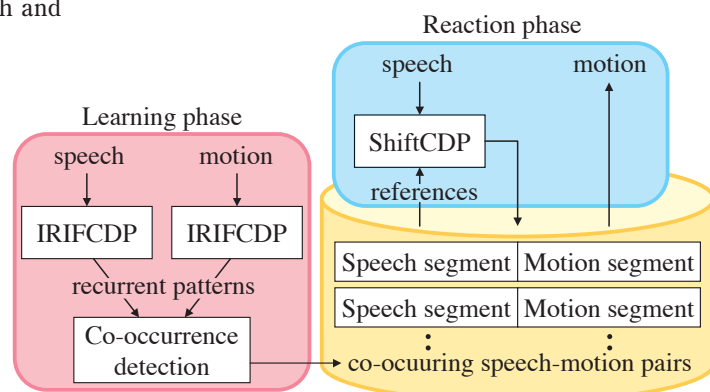 h and
Reaction phase
speech motion
ShiftCDP
references
Learning phase
speech motion
IRIFCDP IRIFCDP
recurrent patterns
Co-occurrence
detection
Speech segment Motion segment
Speech segment Motion segment
co-ocuuring speech-motion pairs